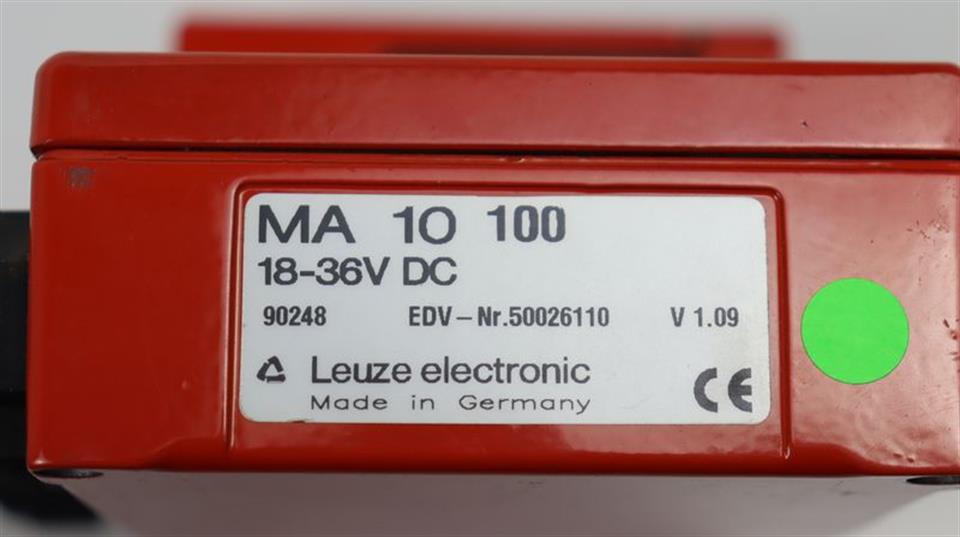 MA 10 100
18-36V DC
90248 EDV-Nr.50026110 V 1.09
Leuze electronic
Made in Germany
CE